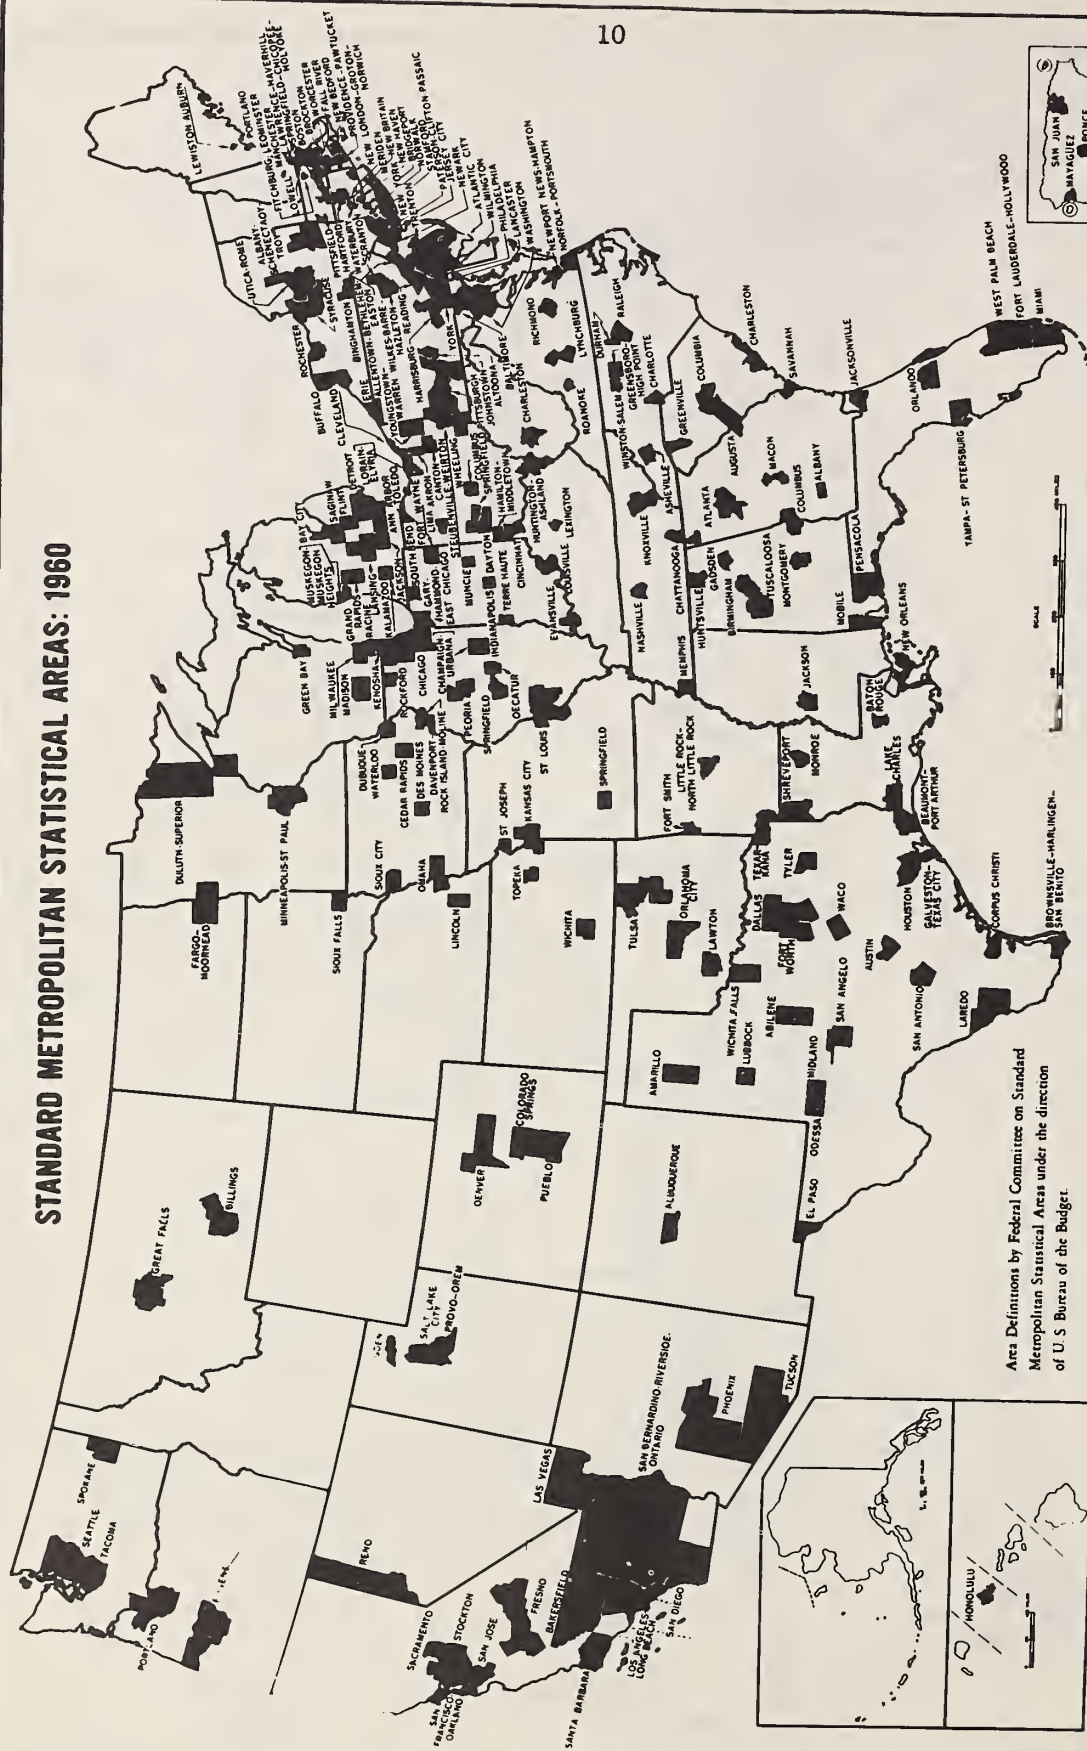 10
STANDARD METROPOLITAN STATISTICAL AREAS: 1960
SEATTLE
TACOMA
SPOKANE
GREAT FALLS
BILLINGS
FARGO-
MOORHEAD
DULUTH-SUPERIOR
MINNEAPOLIS-ST PAUL
SIOUX FALLS
GREEN BAY
MILWAUKEE
MADISON
KENOSHA
RACINE
ROCKFORD
CHICAGO
DUBUQUE
WATERLOO
CEDAR RAPIDS
DES MOINES
DAVENPORT
ROCK ISLAND-MOLINE
SIOUX CITY
OMAHA
LINCOLN
CHAMPAIGN-
URBANA
PEORIA
SPRINGFIELD
DECATUR
ST LOUIS
ST JOSEPH
KANSAS CITY
TOPEKA
WICHITA
SPRINGFIELD
MUSKEGON-
MUSKEGON
HEIGHTS
BAY CITY
SAGINAW
FLINT
GRAND
RAPIDS
LANSING
KALAMAZOO
JACKSON
DETROIT
ANN ARBOR
TOLEDO
LORAIN-
ELYRIA
SOUTH BEND
FORT WAYNE
GARY-
HAMMOND-
EAST CHICAGO
LIMA
AKRON
CANTON
STEUBENVILLE-WEIRTON
WHEELING
MUNCIE
INDIANAPOLIS
DAYTON
TERRE HAUTE
COLUMBUS
SPRINGFIELD
HAMILTON-
MIDDLETOWN
CINCINNATI
HUNTINGTON
ASHLAND
EVANSVILLE
LOUISVILLE
LEXINGTON
CLEVELAND
BUFFALO
ROCHESTER
SYRACUSE
UTICA-ROME
ALBANY-
SCHENECTADY
TROY
BINGHAMTON
ERIE
YOUNGSTOWN-
WARREN
ALLENTOWN-BETHLEHEM
EASTON
WILKES-BARRE-
HAZLETON
SCRANTON
HARRISBURG
READING
YORK
PITTSBURGH
JOHNSTOWN
ALTOONA
BALTIMORE
CHARLESTON
LEWISTON AUBURN
PORTLAND
FITCHBURG-LEOMINSTER
MANCHESTER
LAWRENCE-HAVERHILL
LOWELL
SPRINGFIELD-CHICOPEE-
HOLYOKE
BOSTON
BROCKTON
WORCESTER
FALL RIVER
NEW BEDFORD
PROVIDENCE-PAWTUCKET
NEW
LONDON-GROTON-
NORWICH
PITTSFIELD
HARTFORD
WATERBURY
MERIDEN
NEW BRITAIN
NEW HAVEN
BRIDGEPORT
NORWALK
STAMFORD
NEW YORK
PATERSON-CLIFTON-PASSAIC
JERSEY CITY
NEWARK
TRENTON
ATLANTIC CITY
WILMINGTON
PHILADELPHIA
LANCASTER
WASHINGTON
NEWPORT NEWS-HAMPTON
NORFOLK-PORTSMOUTH
RICHMOND
LYNCHBURG
ROANOKE
DURHAM
RALEIGH
WINSTON-SALEM
GREENSBORO-
HIGH POINT
CHARLOTTE
ASHEVILLE
GREENVILLE
COLUMBIA
CHARLESTON
SAVANNAH
AUGUSTA
ATLANTA
MACON
COLUMBUS
ALBANY
KNOXVILLE
CHATTANOOGA
NASHVILLE
MEMPHIS
HUNTSVILLE
GADSDEN
BIRMINGHAM
TUSCALOOSA
MONTGOMERY
MOBILE
PENSACOLA
JACKSONVILLE
ORLANDO
TAMPA-ST PETERSBURG
WEST PALM BEACH
FORT LAUDERDALE-HOLLYWOOD
MIAMI
JACKSON
NEW ORLEANS
BATON
ROUGE
LAKE
CHARLES
SHREVEPORT
MONROE
FORT SMITH
LITTLE ROCK-
NORTH LITTLE ROCK
TULSA
OKLAHOMA
CITY
LAWTON
WICHITA FALLS
TEXAR-
KANA
DALLAS
FORT
WORTH
TYLER
WACO
AUSTIN
HOUSTON
GALVESTON-
TEXAS CITY
BEAUMONT-
PORT ARTHUR
CORPUS CHRISTI
BROWNSVILLE-HARLINGEN-
SAN BENITO
LAREDO
SAN ANTONIO
SAN ANGELO
ABILENE
LUBBOCK
AMARILLO
MIDLAND
ODESSA
EL PASO
ALBUQUERQUE
DENVER
COLORADO
SPRINGS
PUEBLO
SALT LAKE
CITY
PROVO-OREM
RENO
LAS VEGAS
SACRAMENTO
STOCKTON
SAN
FRANCISCO-
OAKLAND
SAN JOSE
FRESNO
BAKERSFIELD
SANTA BARBARA
LOS ANGELES-
LONG BEACH
SAN DIEGO
SAN BERNARDINO-RIVERSIDE-
ONTARIO
PHOENIX
TUCSON
HONOLULU
SAN JUAN
MAYAGUEZ
PONCE
SCALE
Area Definitions by Federal Committee on Standard
Metropolitan Statistical Areas under the direction
of U.S Bureau of the Budget.